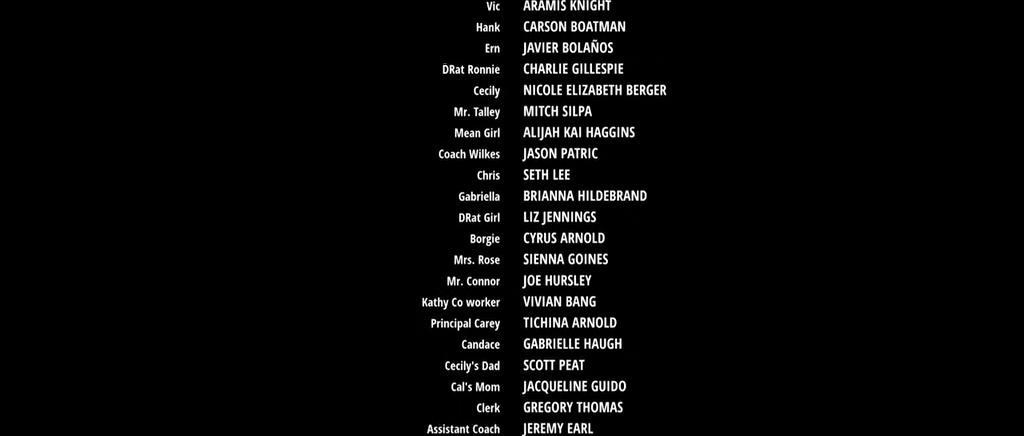 Vic ARAMIS KNIGHT
Hank CARSON BOATMAN
Ern JAVIER BOLAÑOS
DRat Ronnie CHARLIE GILLESPIE
Cecily NICOLE ELIZABETH BERGER
Mr. Talley MITCH SILPA
Mean Girl ALIJAH KAI HAGGINS
Coach Wilkes JASON PATRIC
Chris SETH LEE
Gabriella BRIANNA HILDEBRAND
DRat Girl LIZ JENNINGS
Borgie CYRUS ARNOLD
Mrs. Rose SIENNA GOINES
Mr. Connor JOE HURSLEY
Kathy Co worker VIVIAN BANG
Principal Carey TICHINA ARNOLD
Candace GABRIELLE HAUGH
Cecily's Dad SCOTT PEAT
Cal's Mom JACQUELINE GUIDO
Clerk GREGORY THOMAS
Assistant Coach JEREMY EARL